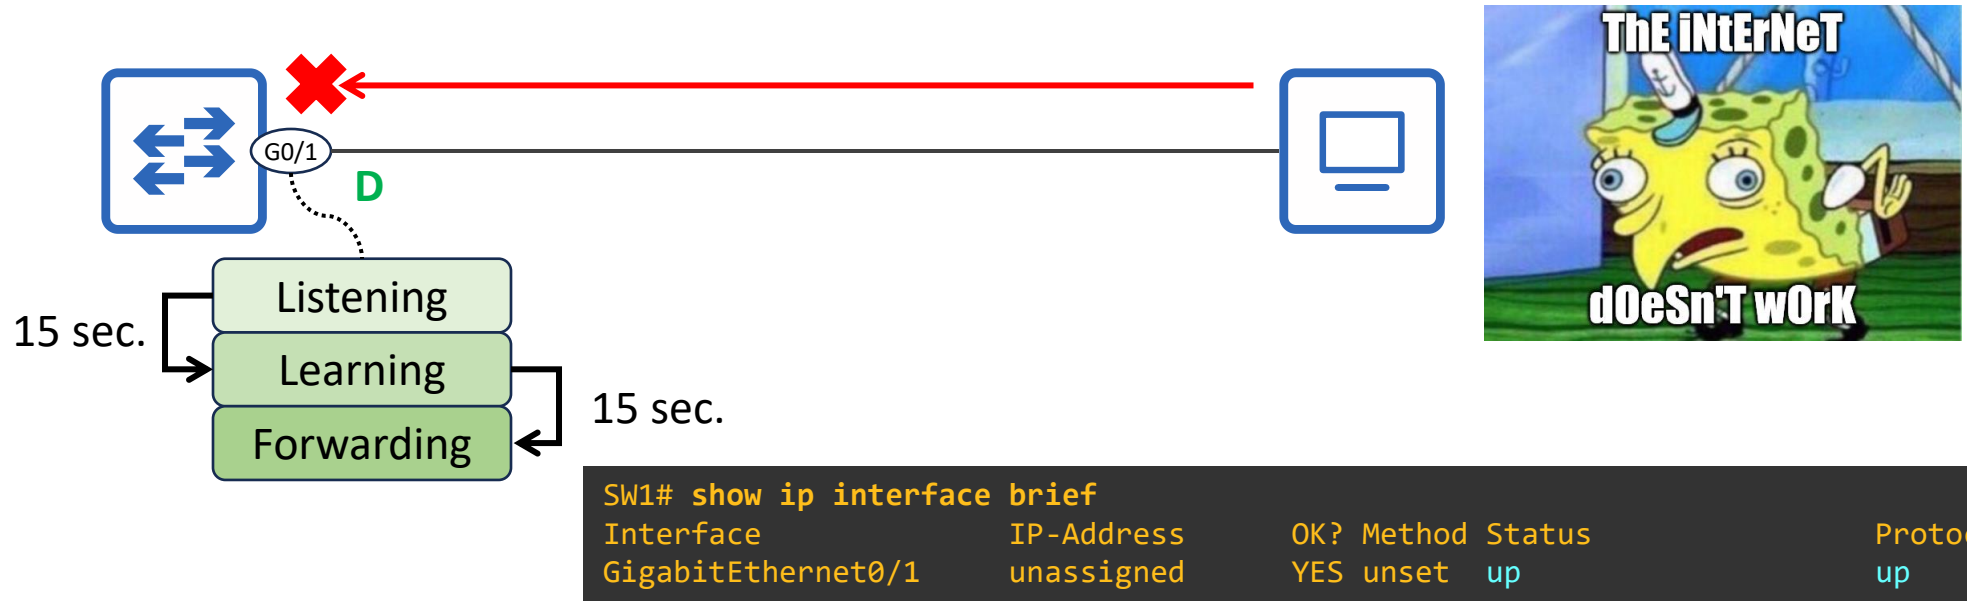 ThE iNtErNeT
G0/1
D
Listening
15 sec.
Learning
dOeSn'T wOrK
15 sec.
Forwarding
SW1# show ip interface brief
Interface IP-Address OK? Method Status
GigabitEthernet0/1 unassigned YES unset up up